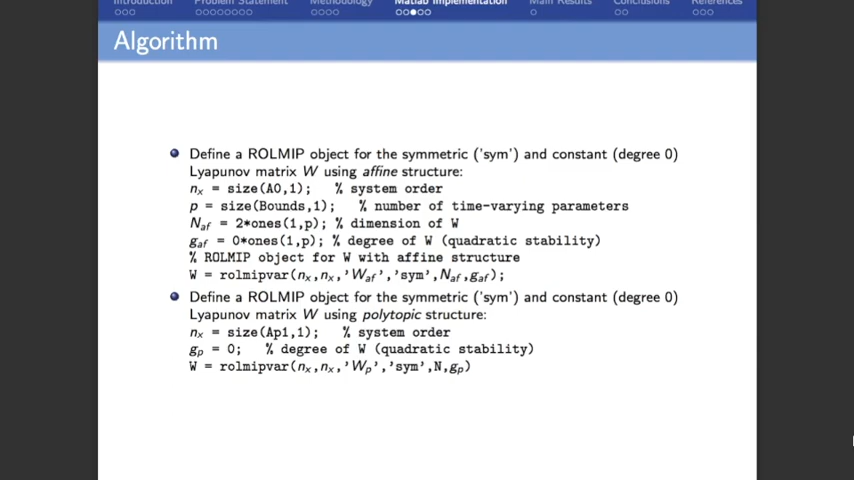 Introduction Problem Statement Methodology Matlab Implementation Main Results Conclusions References
Algorithm
Define a ROLMIP object for the symmetric ('sym') and constant (degree 0)
Lyapunov matrix W using affine structure:
nx = size(A0,1); % system order
p = size(Bounds,1); % number of time-varying parameters
Naf = 2*ones(1,p); % dimension of W
gaf = 0*ones(1,p); % degree of W (quadratic stability)
% ROLMIP object for W with affine structure
W = rolmipvar(nx,nx,'Waf','sym',Naf,gaf);
Define a ROLMIP object for the symmetric ('sym') and constant (degree 0)
Lyapunov matrix W using polytopic structure:
nx = size(Ap1,1); % system order
gp = 0; % degree of W (quadratic stability)
W = rolmipvar(nx,nx,'Wp','sym',N,gp)